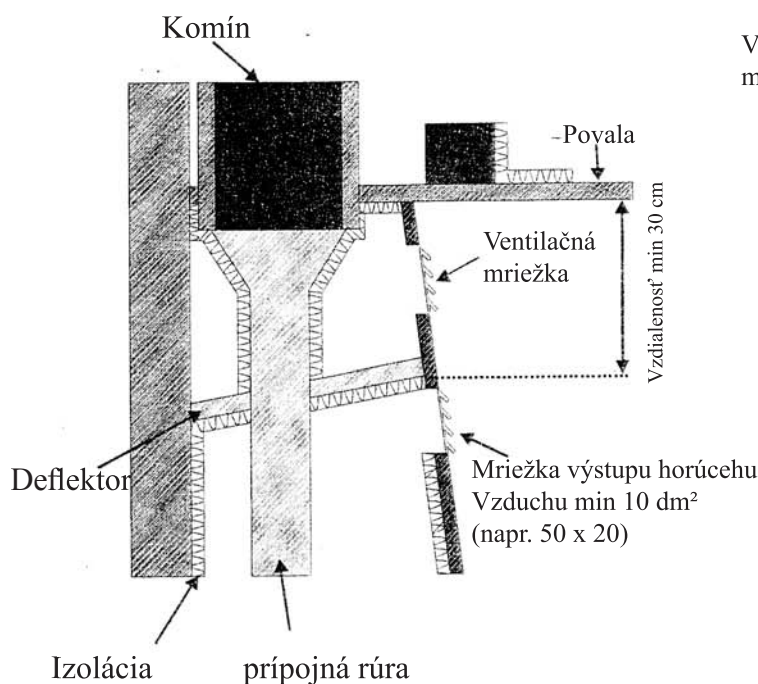 Komín
V
m
Povala
Ventilačná
mriežka
Vzdialenosť min 30 cm
Deflektor
Mriežka výstupu horúcehu
Vzduchu min 10 dm²
(napr. 50 x 20)
Izolácia
prípojná rúra